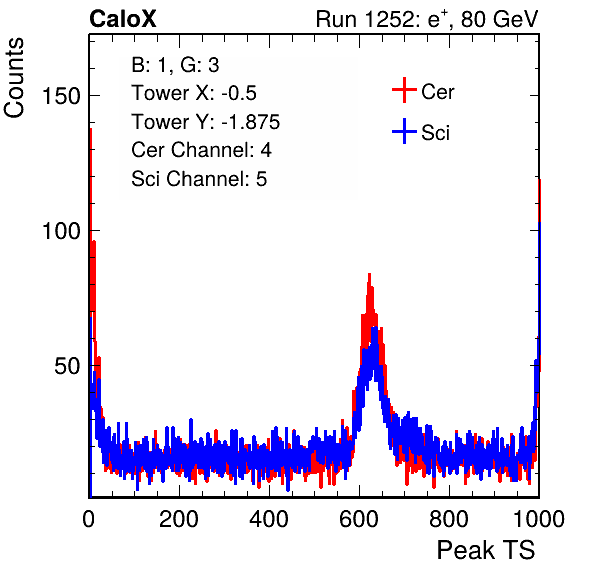 CaloX Run 1252: e+, 80 GeV
Counts
B: 1, G: 3
Tower X: -0.5
Tower Y: -1.875
Cer Channel: 4
Sci Channel: 5
Cer
Sci
150
100
50
0 200 400 600 800 1000
Peak TS